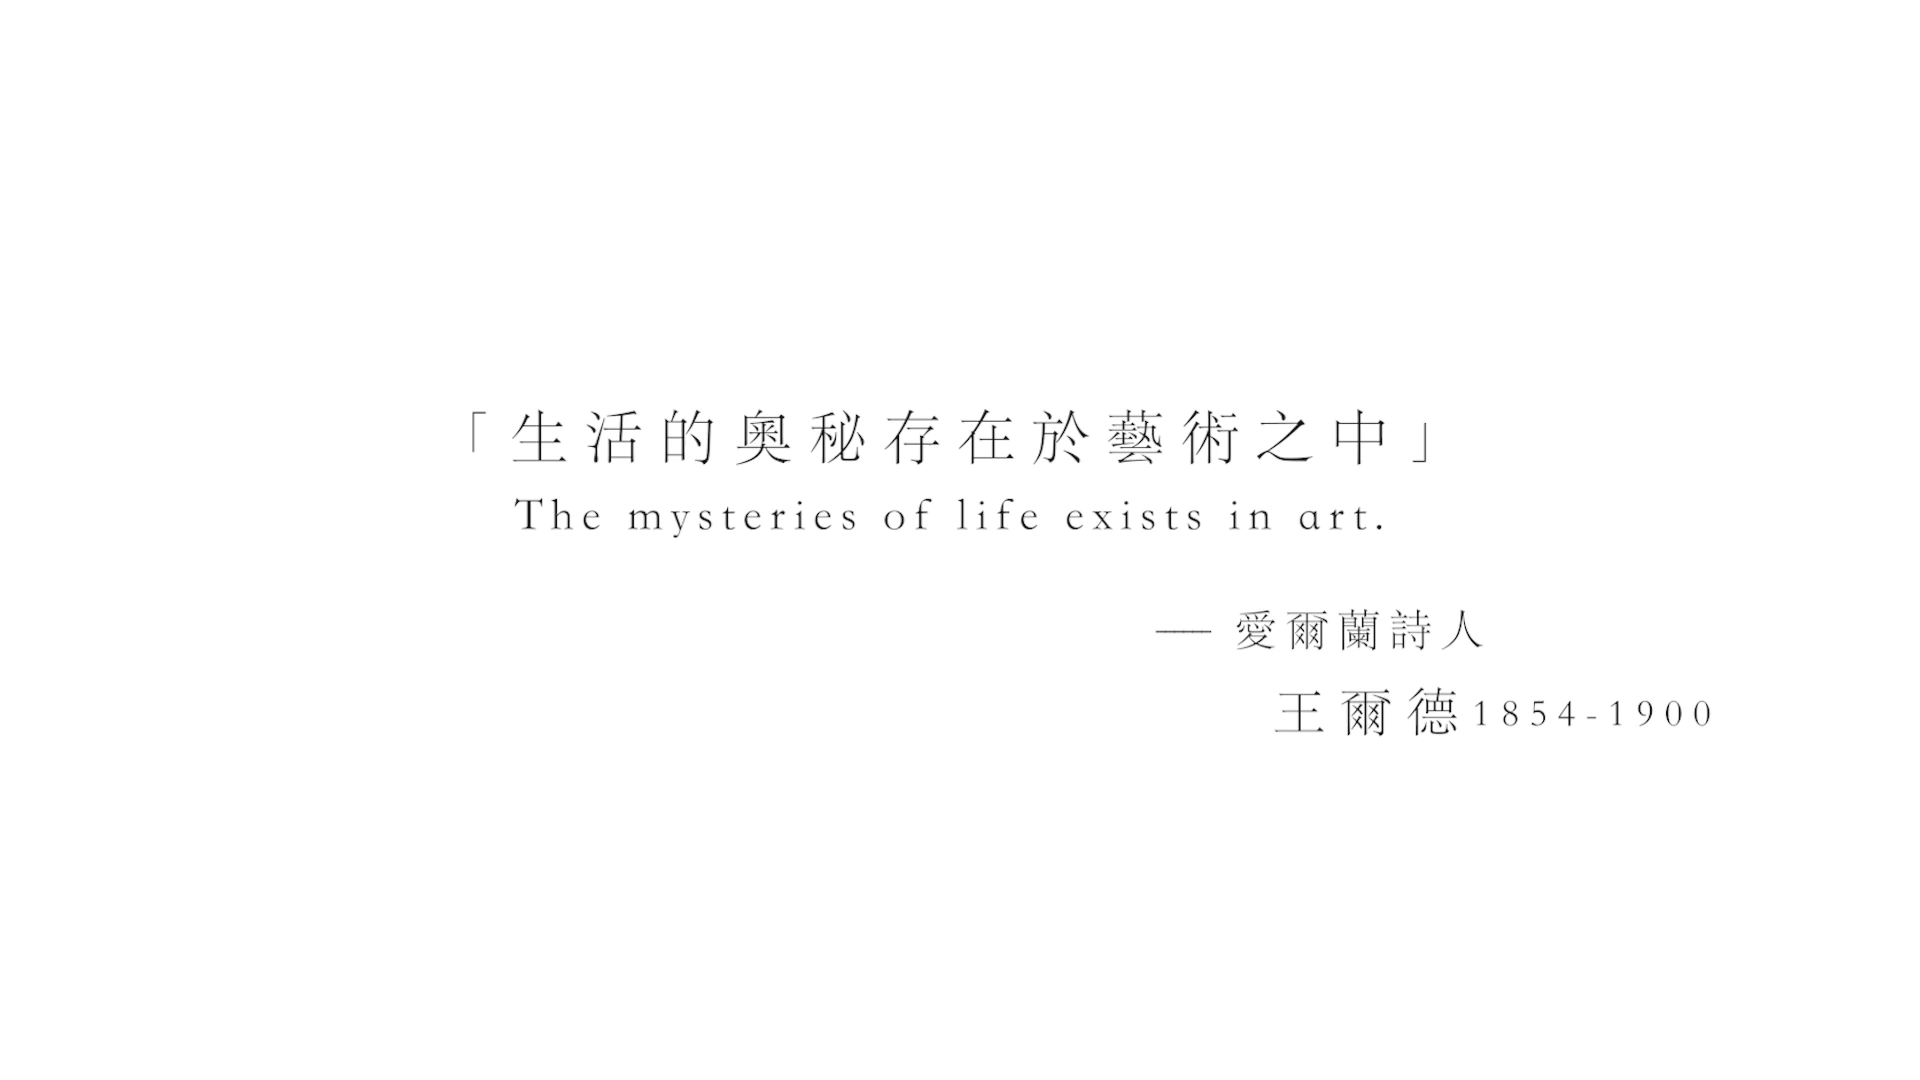 「生活的奧秘存在於藝術之中」
The mysteries of life exists in art.
— 愛爾蘭詩人
王爾德1854-1900